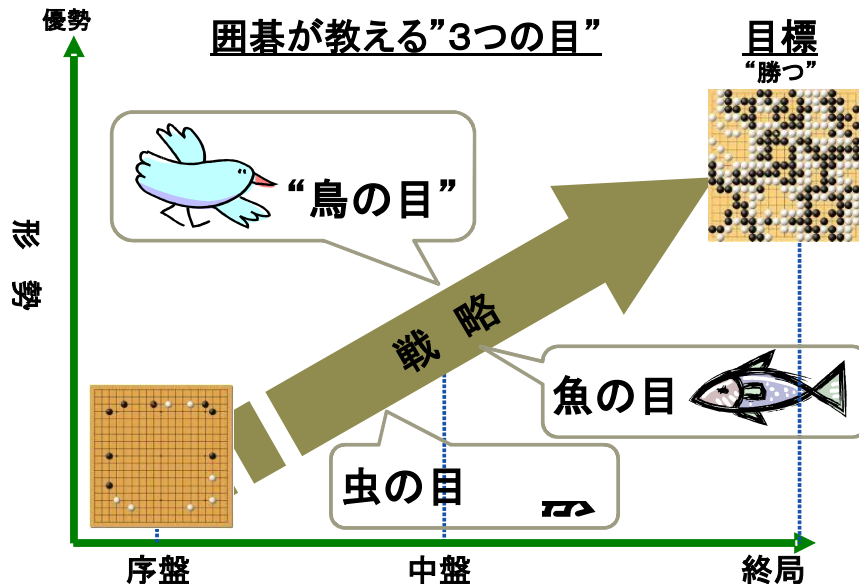 優勢
囲碁が教える”３つの目”
目標
“勝つ”
“鳥の目”
形勢
戦略
魚の目
虫の目
序盤
中盤
終局